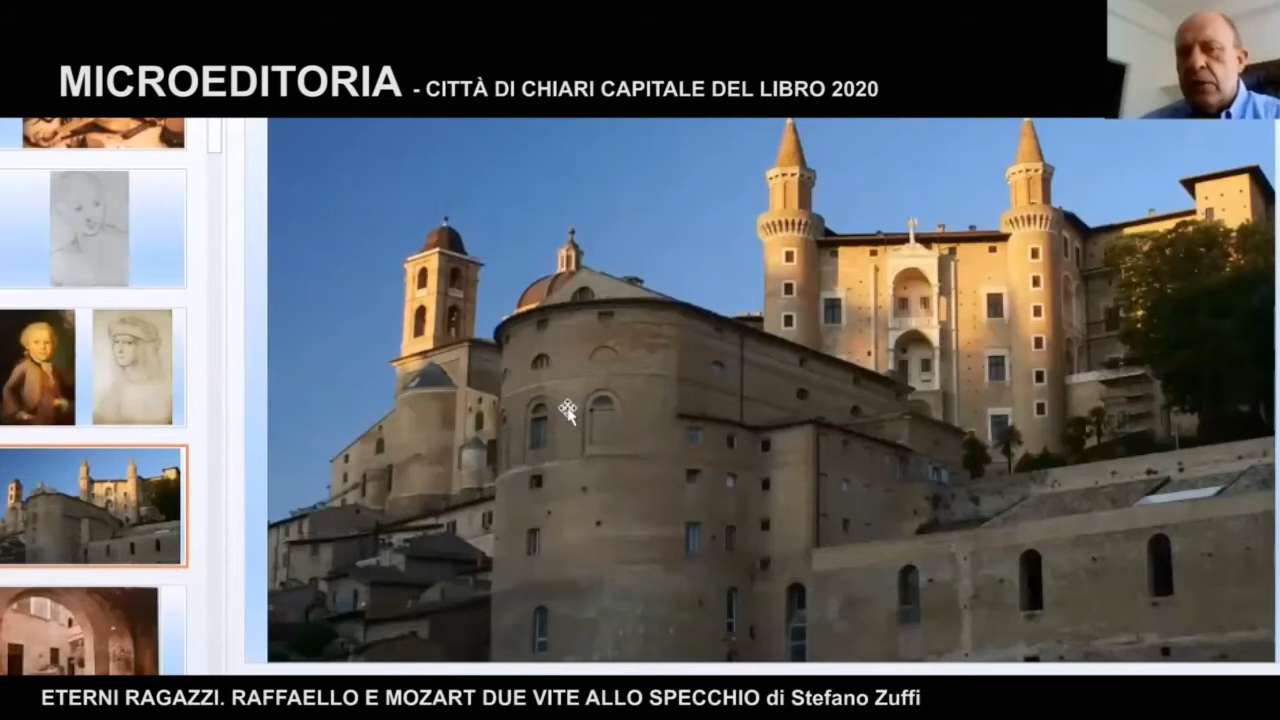 MICROEDITORIA - CITTÀ DI CHIARI CAPITALE DEL LIBRO 2020
ETERNI RAGAZZI. RAFFAELLO E MOZART DUE VITE ALLO SPECCHIO di Stefano Zuffi